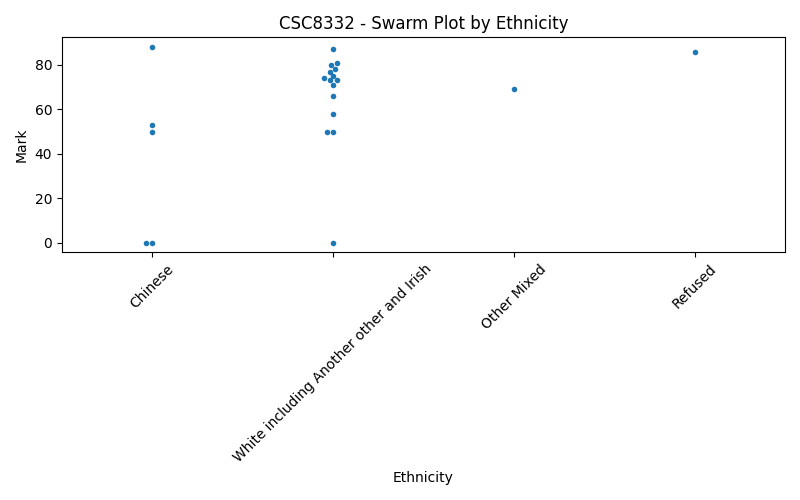 CSC8332 - Swarm Plot by Ethnicity
Mark
80
60
40
20
0
Chinese
White including Another other and Irish
Other Mixed
Refused
Ethnicity